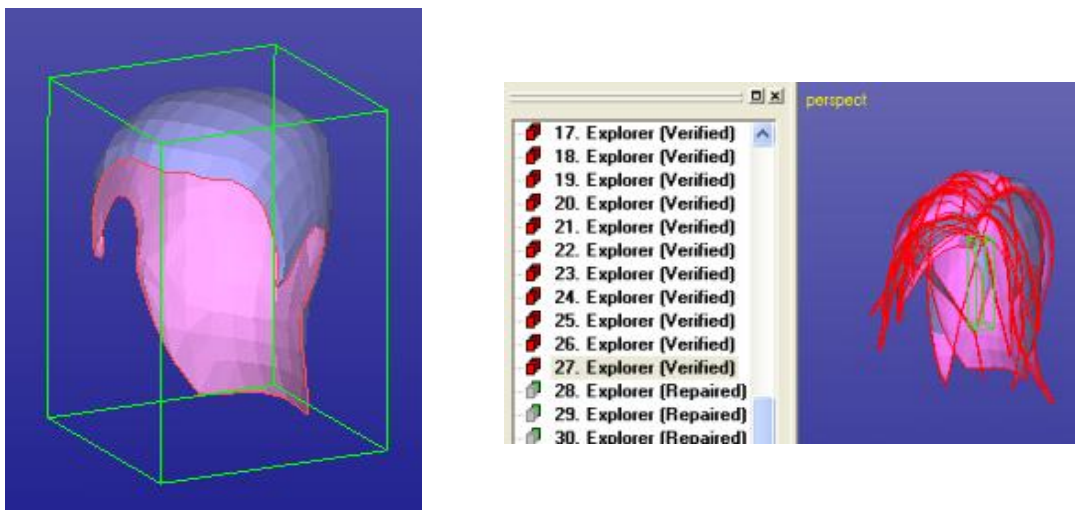 perspect
17. Explorer (Verified)
18. Explorer (Verified)
19. Explorer (Verified)
20. Explorer (Verified)
21. Explorer (Verified)
22. Explorer (Verified)
23. Explorer (Verified)
24. Explorer (Verified)
25. Explorer (Verified)
26. Explorer (Verified)
27. Explorer (Verified)
28. Explorer (Repaired)
29. Explorer (Repaired)
30. Explorer (Repaired)